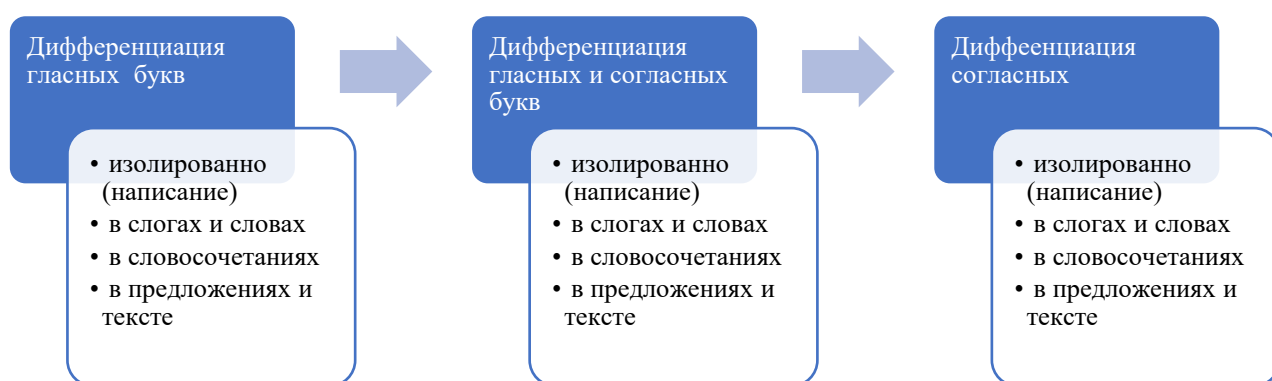 Дифференциация
гласных  букв
• изолированно
(написание)
• в слогах и словах
• в словосочетаниях
• в предложениях и
тексте
Дифференциация
гласных и согласных
букв
• изолированно
(написание)
• в слогах и словах
• в словосочетаниях
• в предложениях и
тексте
Диффеенциация
согласных
• изолированно
(написание)
• в слогах и словах
• в словосочетаниях
• в предложениях и
тексте